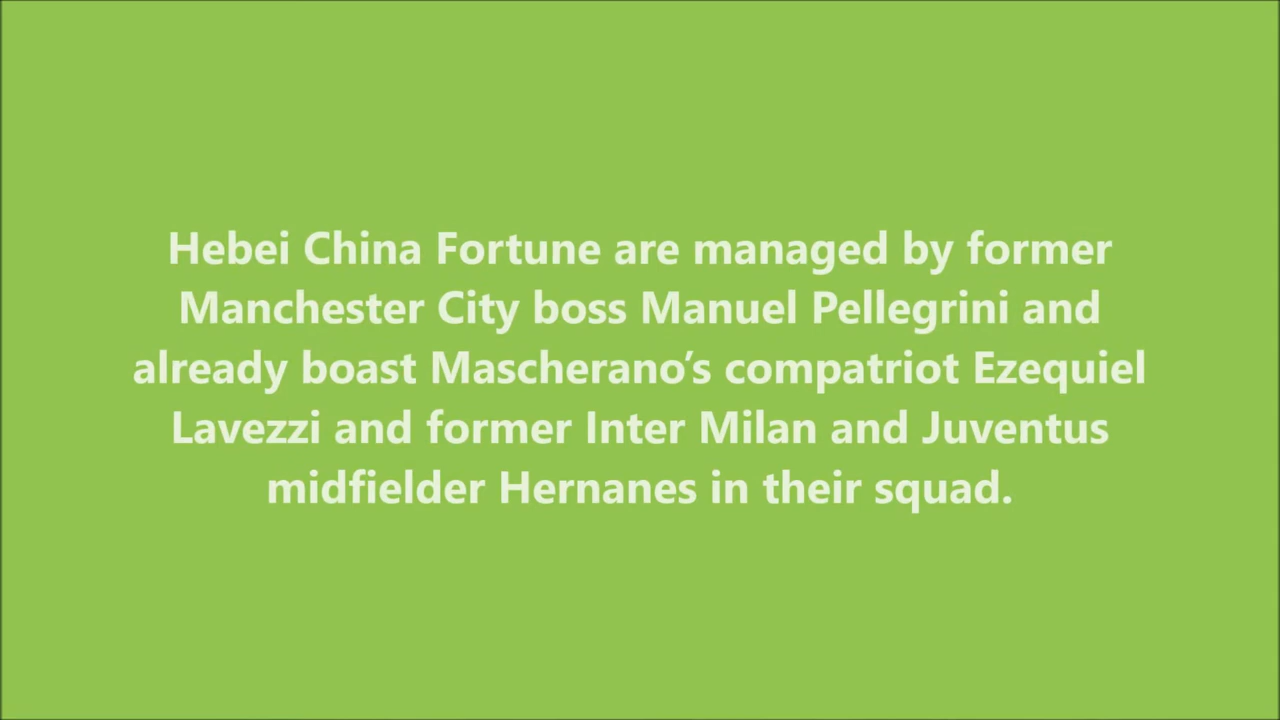 Hebei China Fortune are managed by former
Manchester City boss Manuel Pellegrini and
already boast Mascherano’s compatriot Ezequiel
Lavezzi and former Inter Milan and Juventus
midfielder Hernanes in their squad.